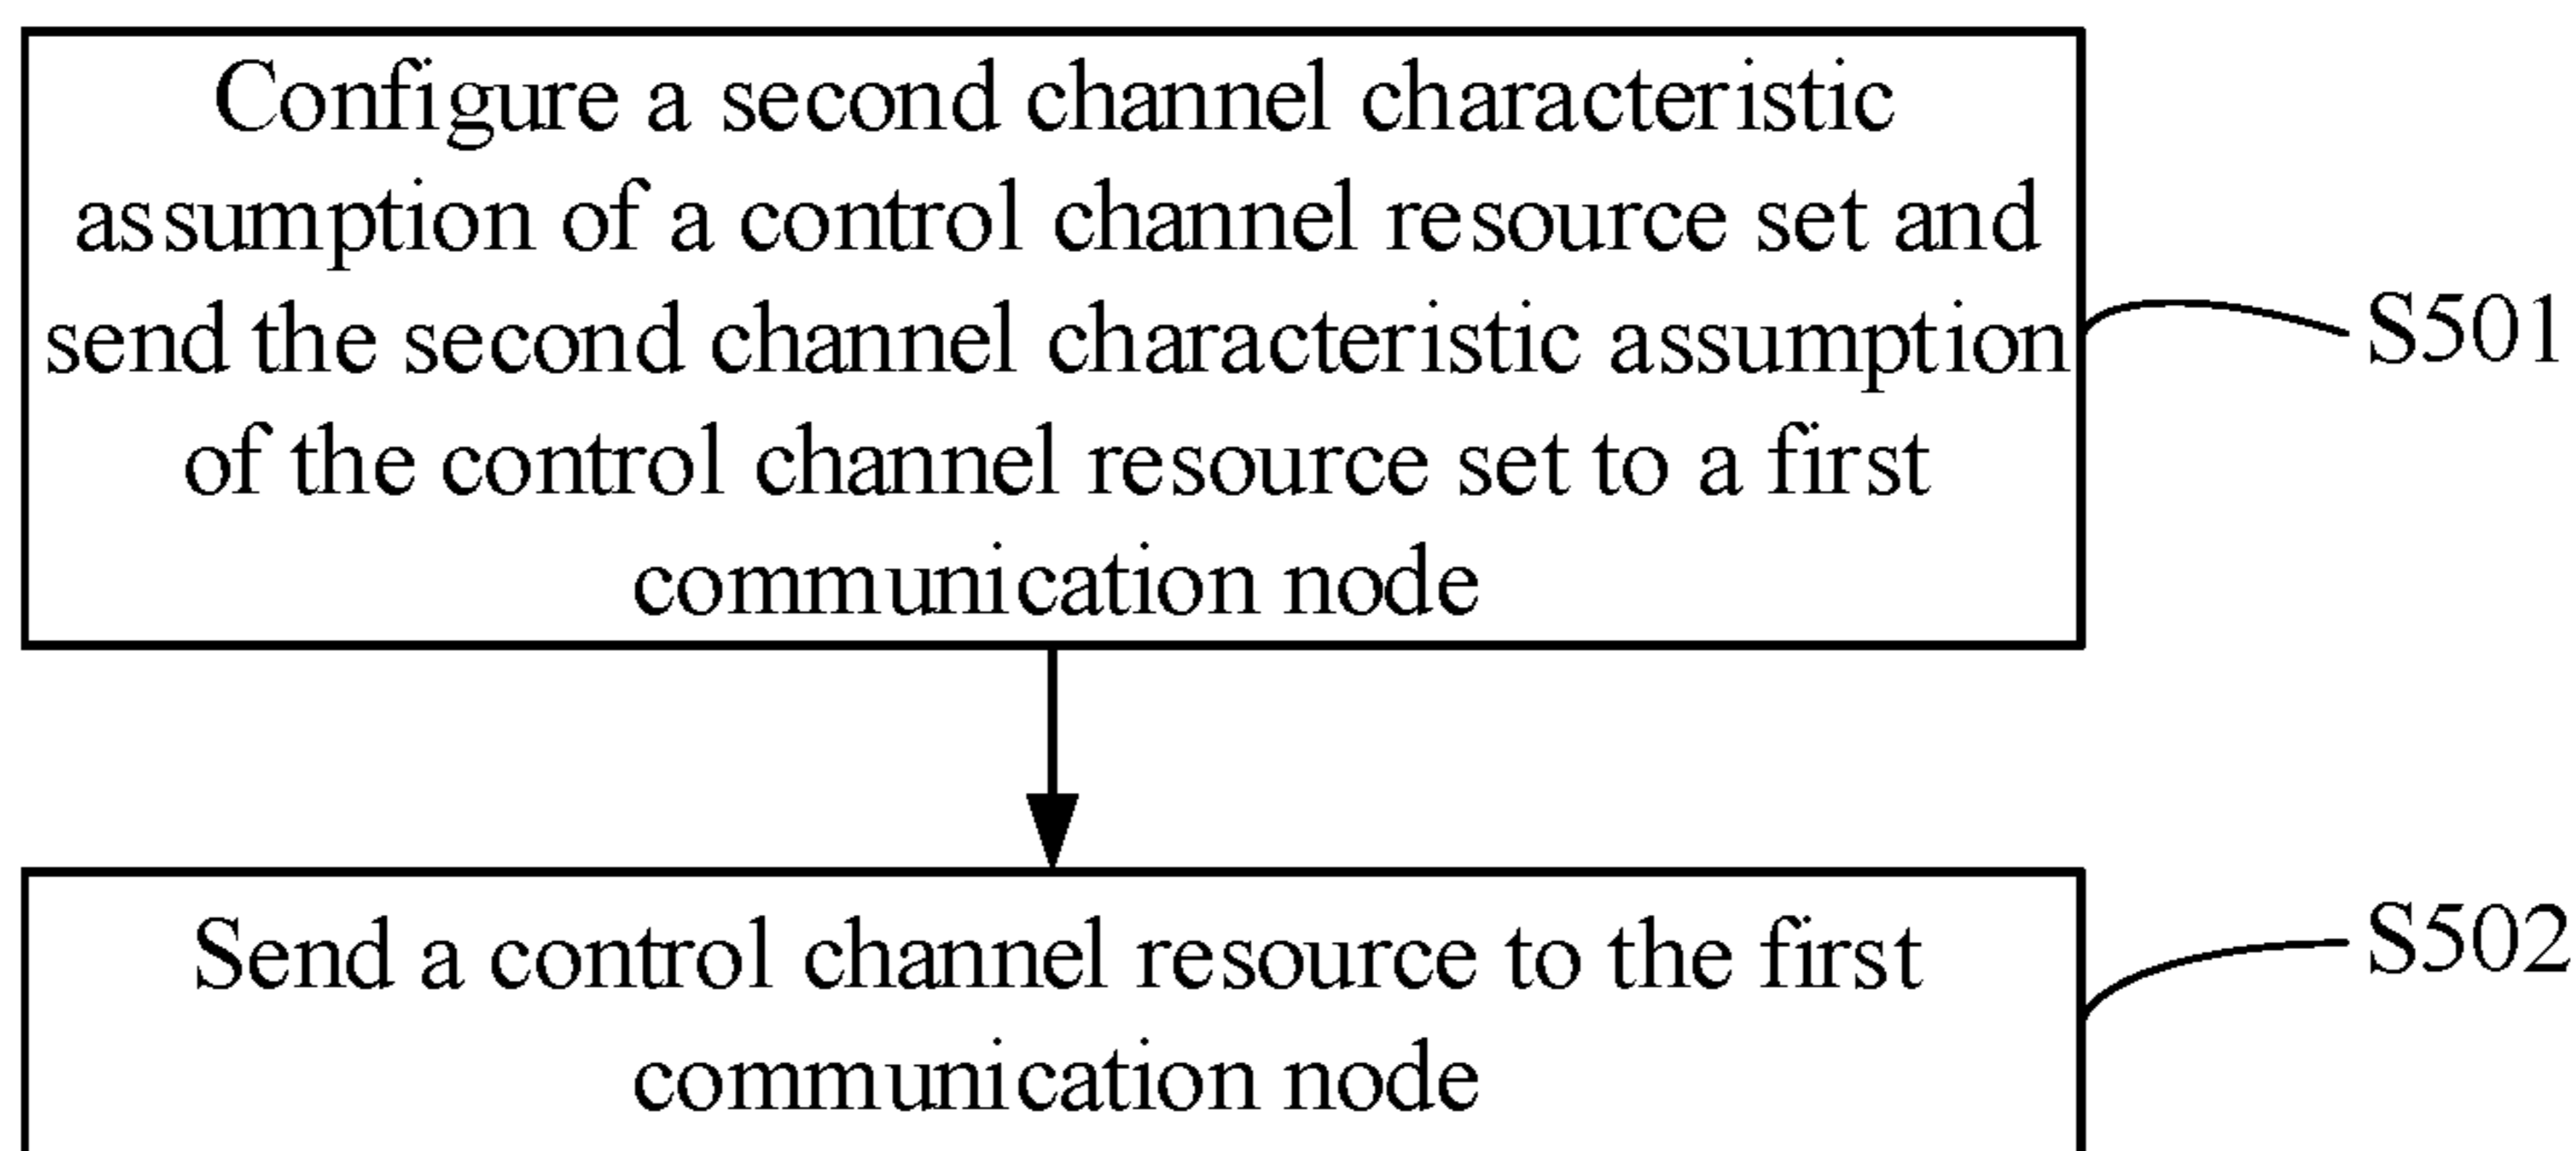 Configure a second channel characteristic
assumption of a control channel resource set and
send the second channel characteristic assumption
of the control channel resource set to a first
communication node
S501
Send a control channel resource to the first
communication node
S502